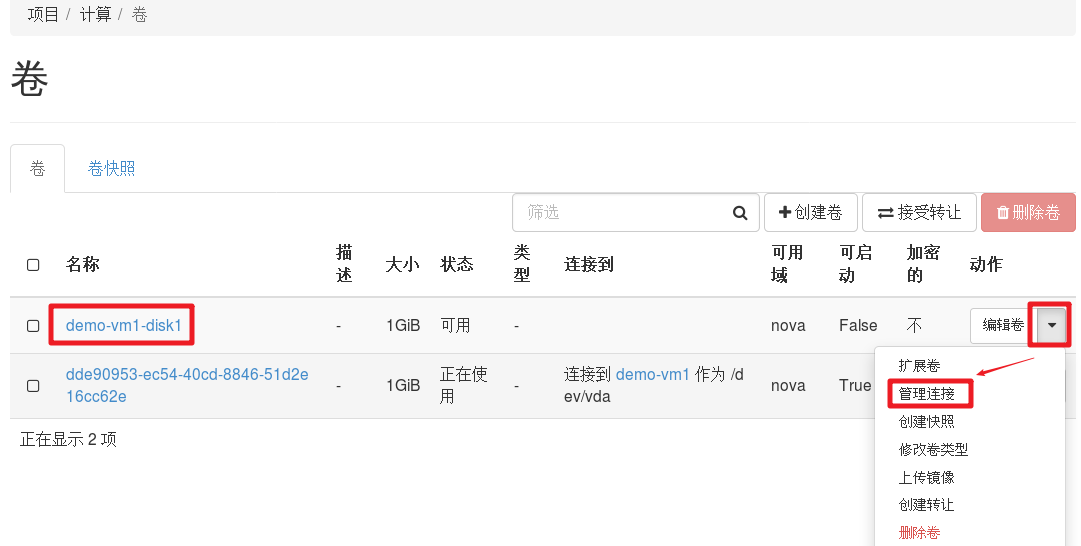 项目 / 计算 / 卷
卷
卷 卷快照
筛选 创建卷 接受转让 删除卷
名称 描述 大小 状态 类型 连接到 可用域 可启动 加密的 动作
demo-vm1-disk1 - 1GiB 可用 - nova False 不 编辑卷
dde90953-ec54-40cd-8846-51d2e16cc62e - 1GiB 正在使用 - 连接到 demo-vm1 作为 /dev/vda nova True
正在显示 2 项
扩展卷
管理连接
创建快照
修改卷类型
上传镜像
创建转让
删除卷